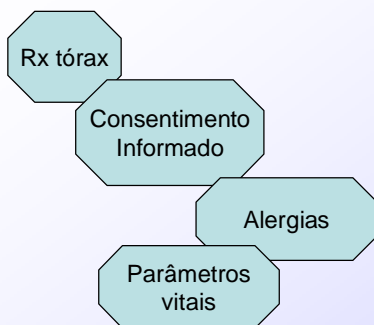 Rx tórax
Consentimento
Informado
Alergias
Parâmetros
vitais